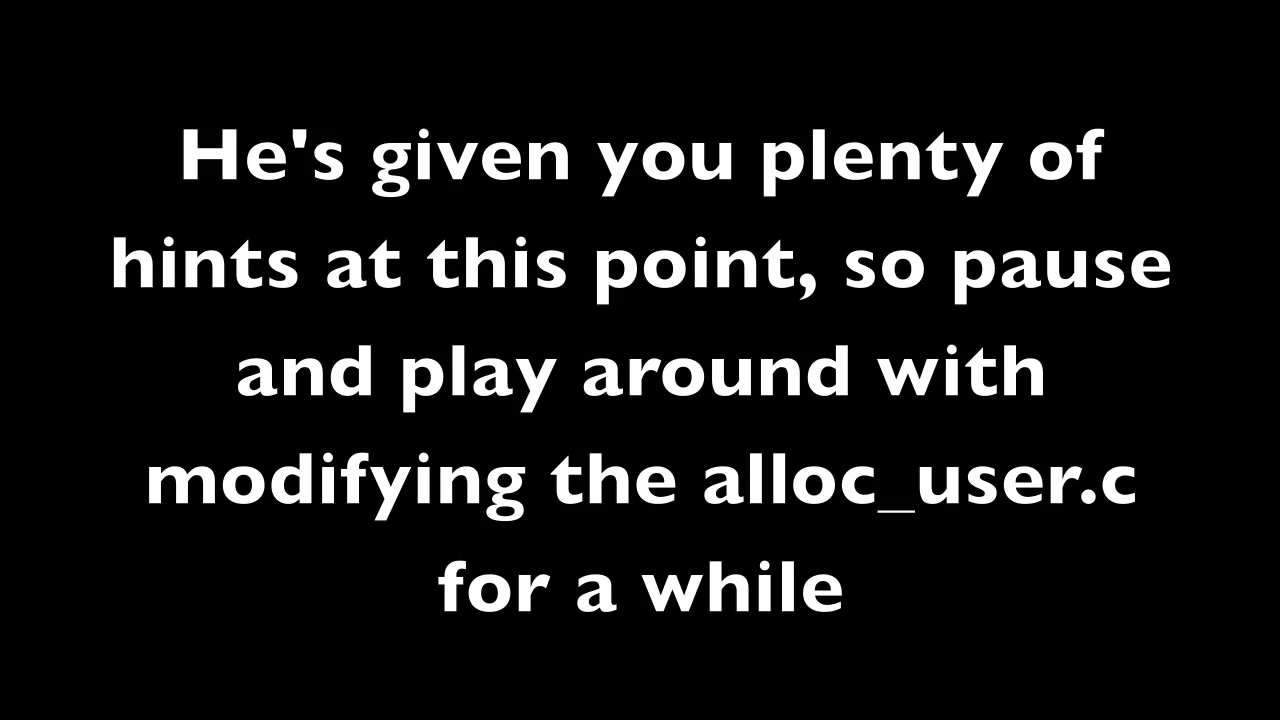 He's given you plenty of
hints at this point, so pause
and play around with
modifying the alloc_user.c
for a while